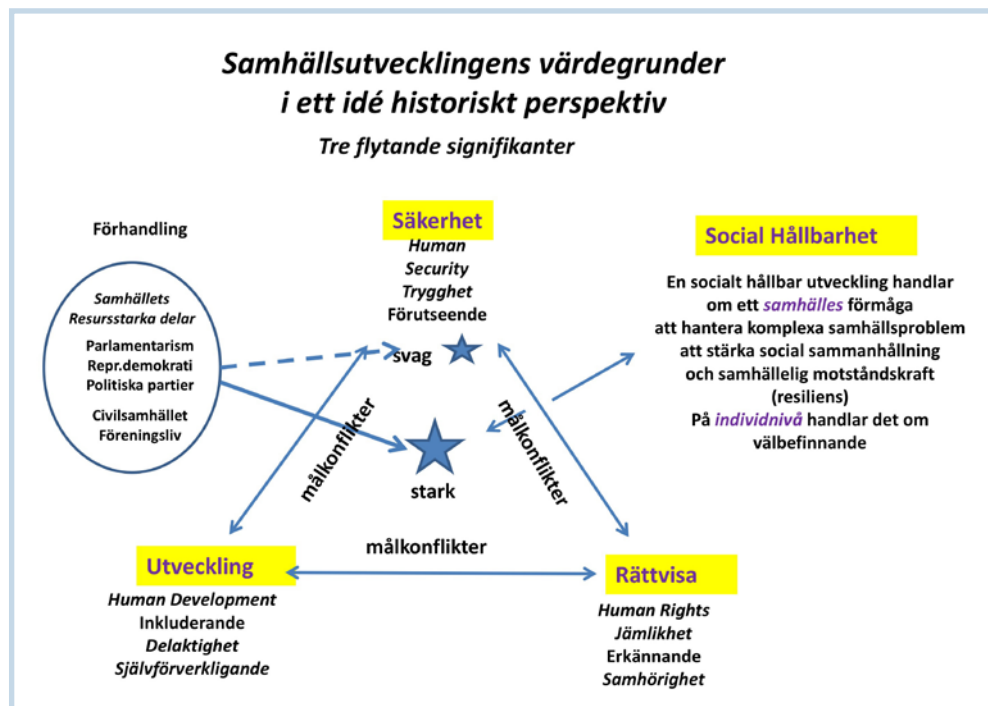 Samhällsutvecklingens värdegrunder
i ett idé historiskt perspektiv
Tre flytande signifikanter
Förhandling
Samhällets
Resursstarka delar
Parlamentarism
Repr.demokrati
Politiska partier
Civilsamhället
Föreningsliv
Säkerhet
Human
Security
Trygghet
Förutseende
svag
stark
målkonflikter
målkonflikter
målkonflikter
Social Hållbarhet
En socialt hållbar utveckling handlar
om ett samhälles förmåga
att hantera komplexa samhällsproblem
att stärka social sammanhållning
och samhällelig motståndskraft
(resiliens)
På individnivå handlar det om
välbefinnande
Utveckling
Human Development
Inkluderande
Delaktighet
Självförverkligande
Rättvisa
Human Rights
Jämlikhet
Erkännande
Samhörighet